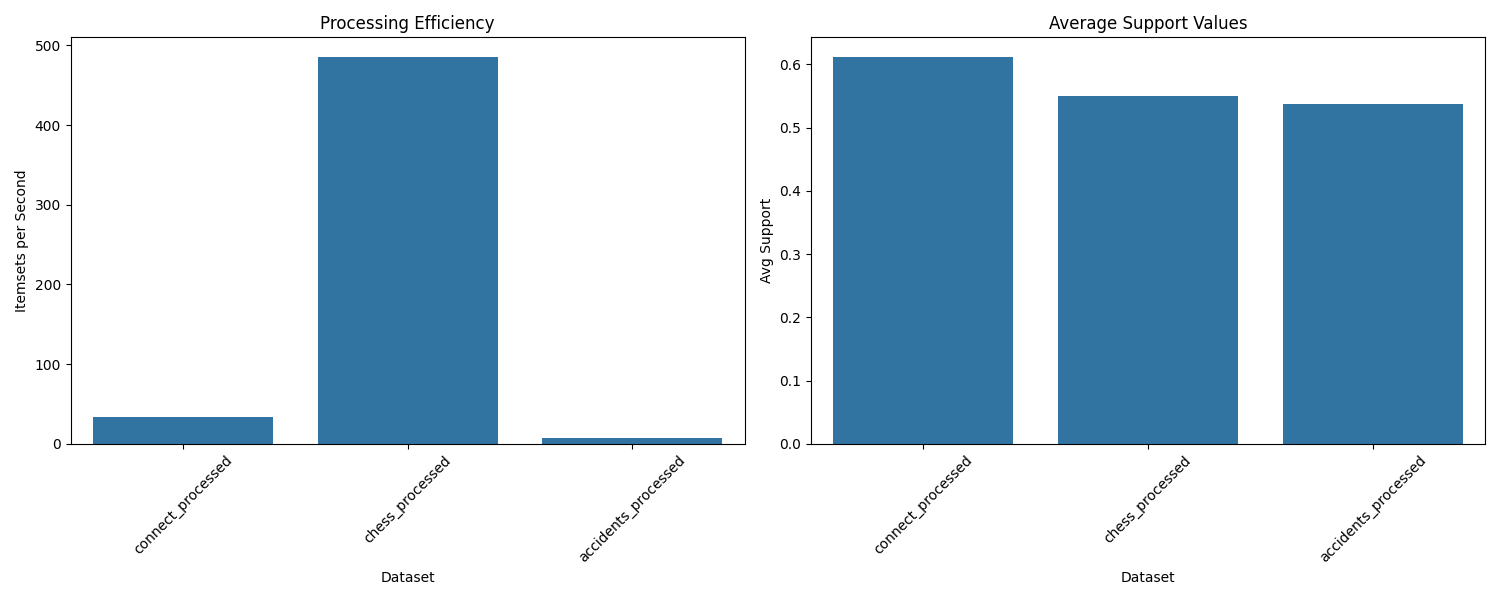 Processing Efficiency
Itemsets per Second
500
400
300
200
100
0
connect_processed
chess_processed
accidents_processed
Dataset
Average Support Values
Avg Support
0.6
0.5
0.4
0.3
0.2
0.1
0.0
connect_processed
chess_processed
accidents_processed
Dataset